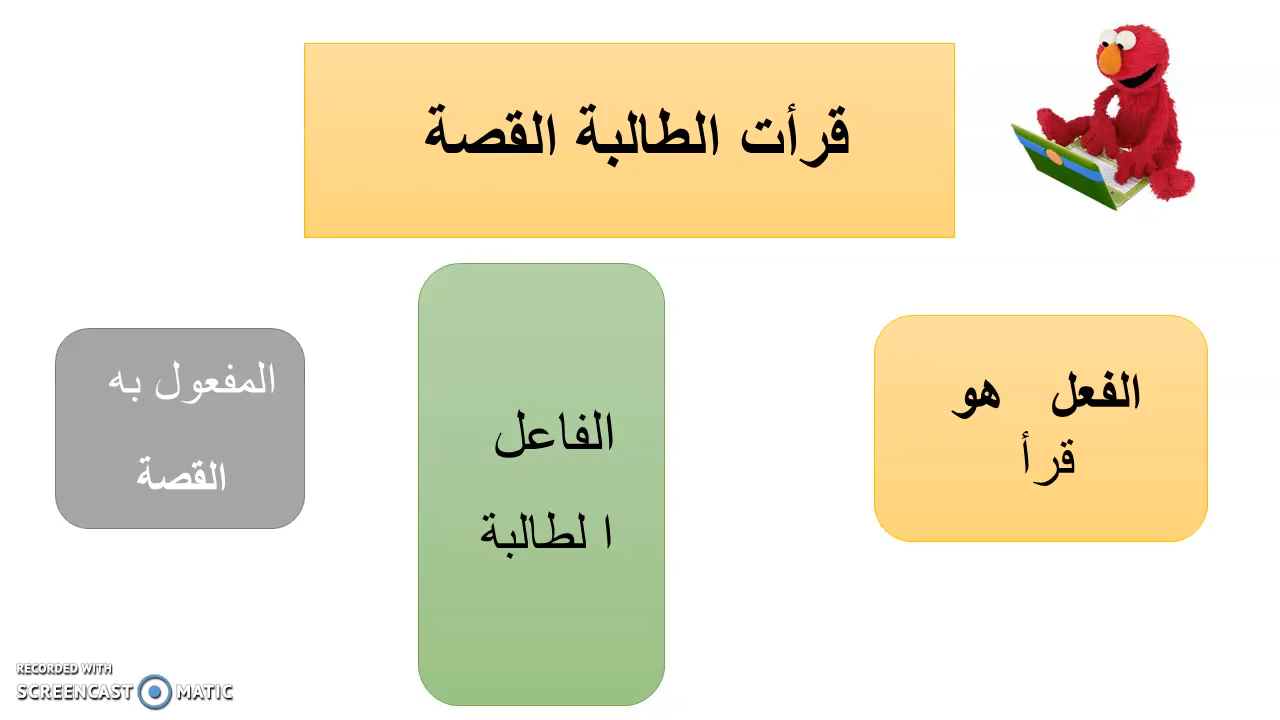 قرأت الطالبة القصة
الفعل هو
قرأ
الفاعل
ا لطالبة
المفعول به
القصة
RECORDED WITH
SCREENCAST MATIC